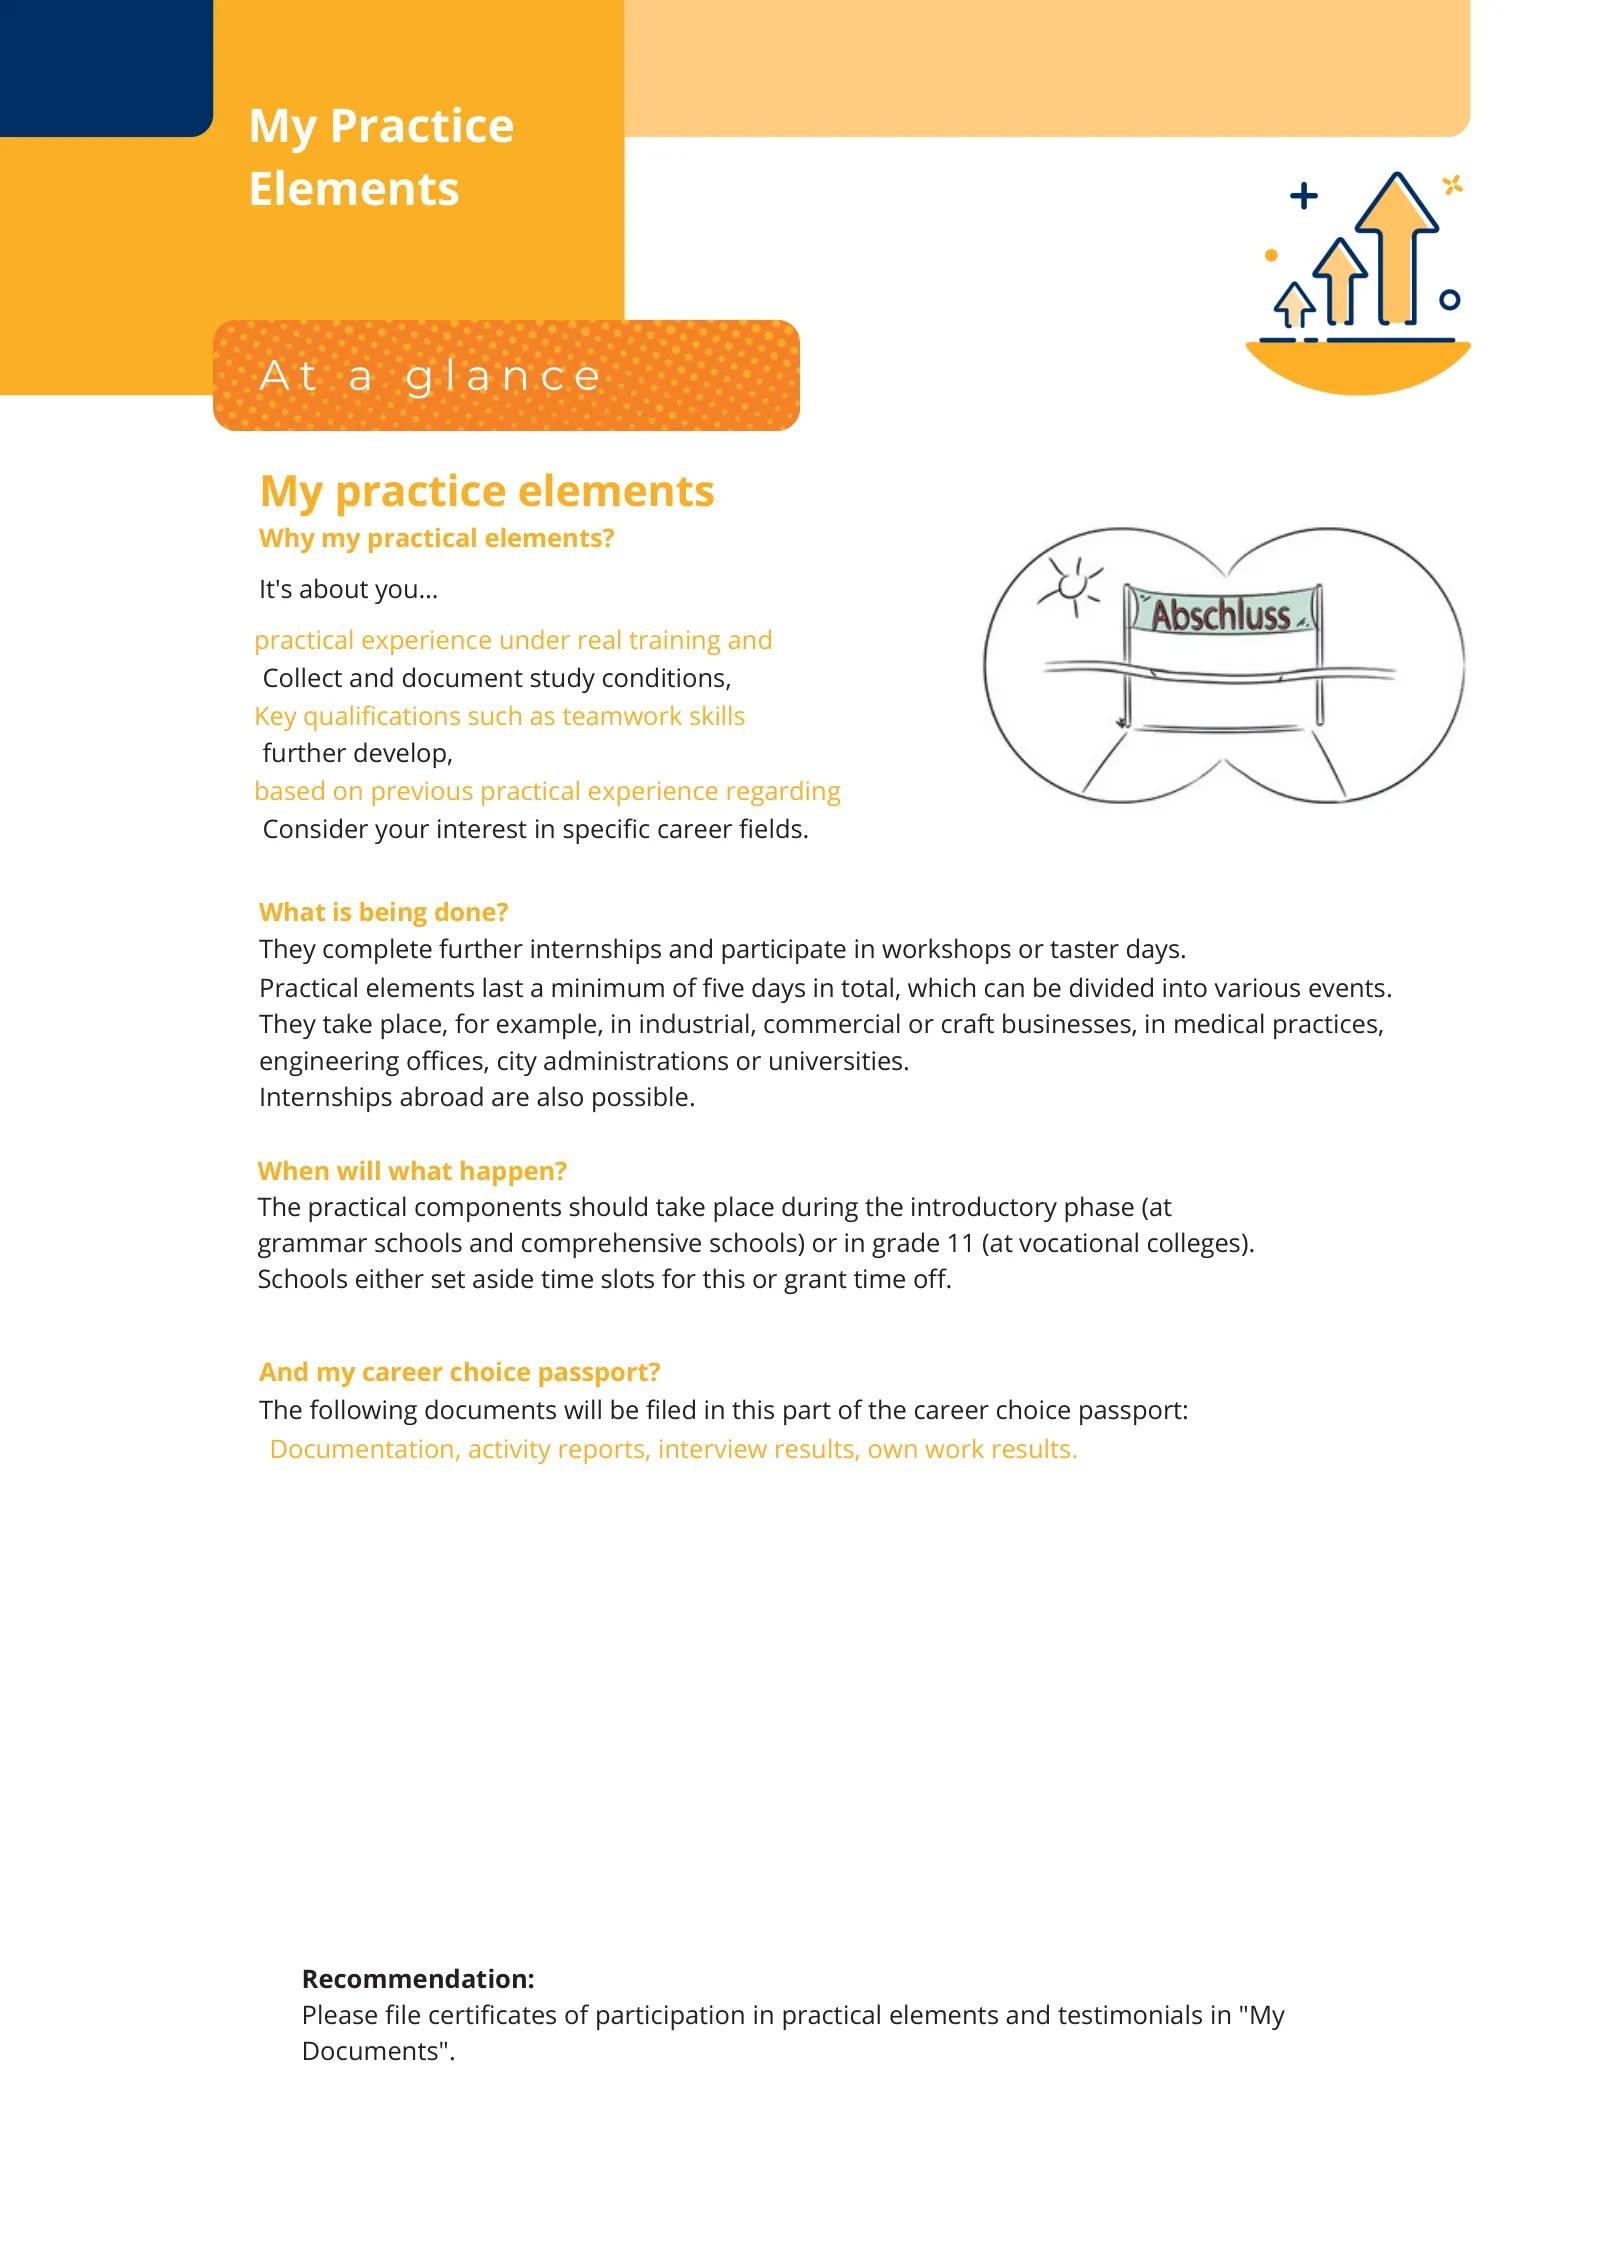 My Practice
Elements
At a glance
My practice elements
Why my practical elements?
It's about you...
practical experience under real training and
Collect and document study conditions,
Key qualifications such as teamwork skills
further develop,
based on previous practical experience regarding
Consider your interest in specific career fields.
Abschluss
What is being done?
They complete further internships and participate in workshops or taster days.
Practical elements last a minimum of five days in total, which can be divided into various events.
They take place, for example, in industrial, commercial or craft businesses, in medical practices,
engineering offices, city administrations or universities.
Internships abroad are also possible.
When will what happen?
The practical components should take place during the introductory phase (at
grammar schools and comprehensive schools) or in grade 11 (at vocational colleges).
Schools either set aside time slots for this or grant time off.
And my career choice passport?
The following documents will be filed in this part of the career choice passport:
Documentation, activity reports, interview results, own work results.
Recommendation:
Please file certificates of participation in practical elements and testimonials in "My
Documents".